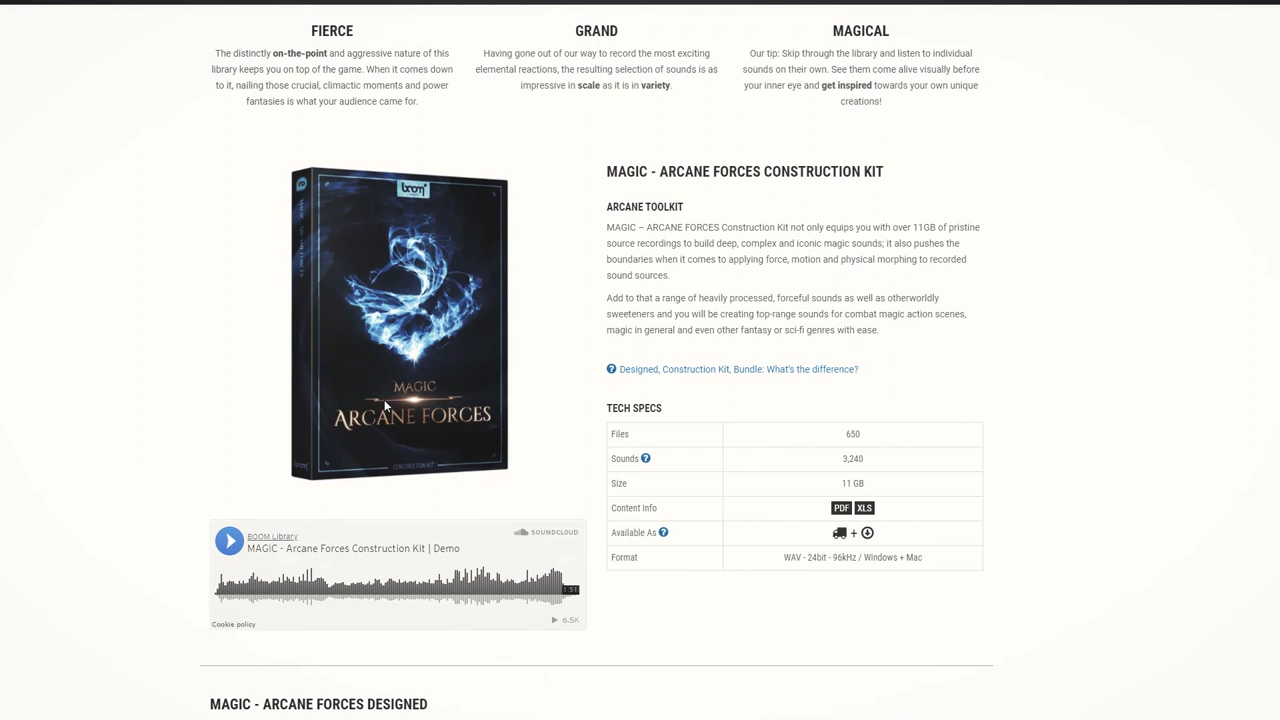 FIERCE
The distinctly on-the-point and aggressive nature of this
library keeps you on top of the game. When it comes down
to it, nailing those crucial, climactic moments and power
fantasies is what your audience came for.
GRAND
Having gone out of our way to record the most exciting
elemental reactions, the resulting selection of sounds is as
impressive in scale as it is in variety.
MAGICAL
Our tip: Skip through the library and listen to individual
sounds on their own. See them come alive visually before
your inner eye and get inspired towards your own unique
creations!
boom
MAGIC
ARCANE FORCES
CONSTRUCTION KIT
MAGIC - ARCANE FORCES CONSTRUCTION KIT
ARCANE TOOLKIT
MAGIC – ARCANE FORCES Construction Kit not only equips you with over 11GB of pristine
source recordings to build deep, complex and iconic magic sounds; it also pushes the
boundaries when it comes to applying force, motion and physical morphing to recorded
sound sources.
Add to that a range of heavily processed, forceful sounds as well as otherworldly
sweeteners and you will be creating top-range sounds for combat magic action scenes,
magic in general and even other fantasy or sci-fi genres with ease.
Designed, Construction Kit, Bundle: What's the difference?
TECH SPECS
Files 650
Sounds ? 3,240
Size 11 GB
Content Info PDF XLS
Available As ? +
Format WAV - 24bit - 96kHz / Windows + Mac
BOOM Library
SOUNDCLOUD
MAGIC - Arcane Forces Construction Kit | Demo
1:51
Cookie policy
6.5K
MAGIC - ARCANE FORCES DESIGNED